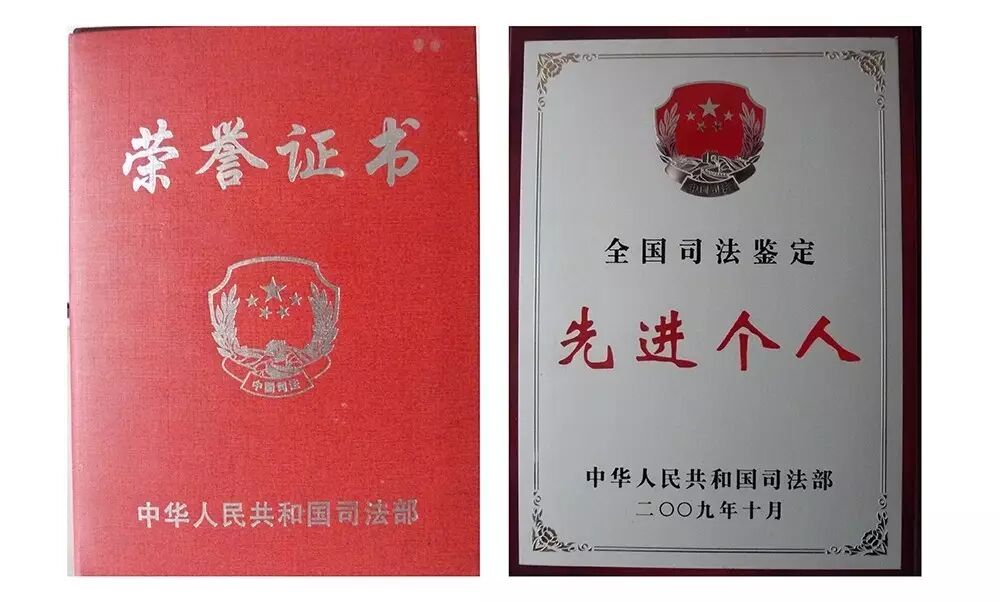 荣誉证书
中国司法
中华人民共和国司法部
中国司法
全国司法鉴定
先进个人
中华人民共和国司法部
二〇〇九年十月